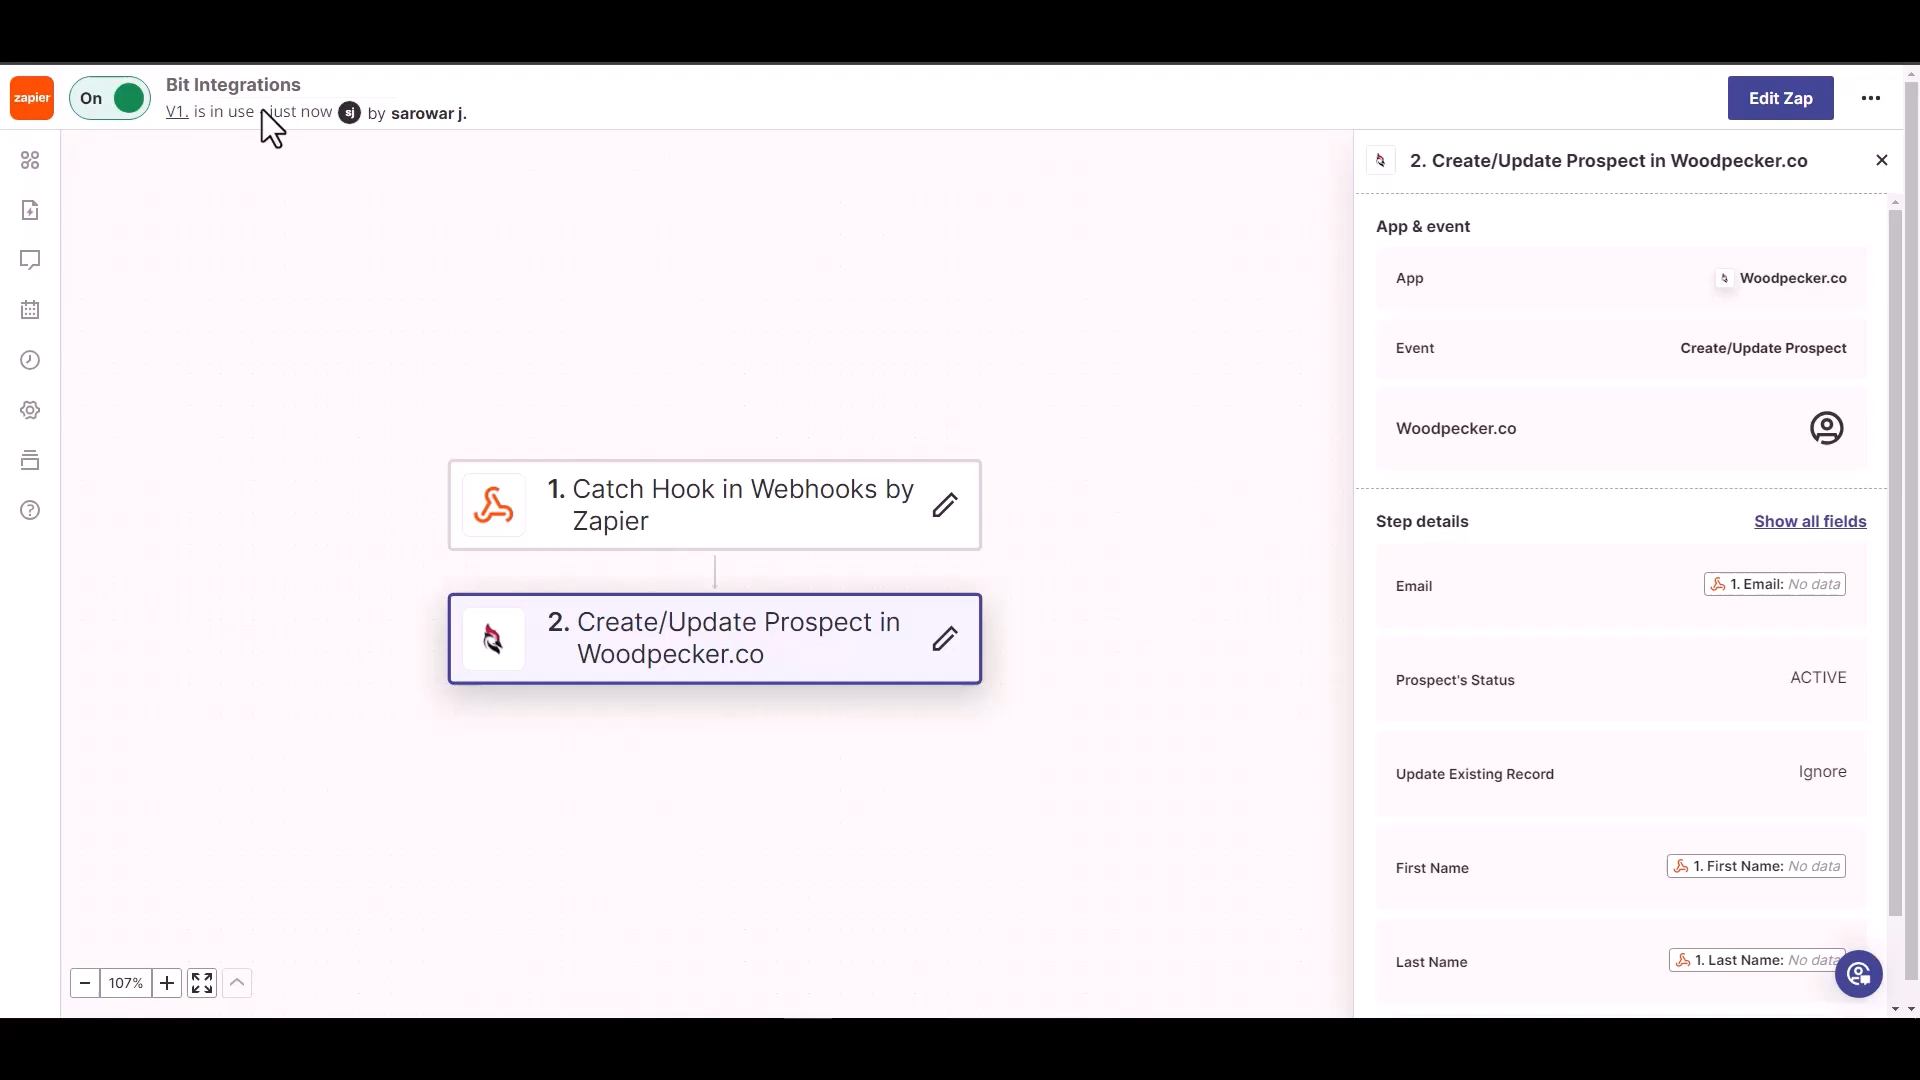 zapier
On
Bit Integrations
V1. is in use just now sj by sarowar j.
Edit Zap
1. Catch Hook in Webhooks by
Zapier
2. Create/Update Prospect in
Woodpecker.co
107%
2. Create/Update Prospect in Woodpecker.co
App & event
App Woodpecker.co
Event Create/Update Prospect
Woodpecker.co
Step details Show all fields
Email 1. Email: No data
Prospect's Status ACTIVE
Update Existing Record Ignore
First Name 1. First Name: No data
Last Name 1. Last Name: No data